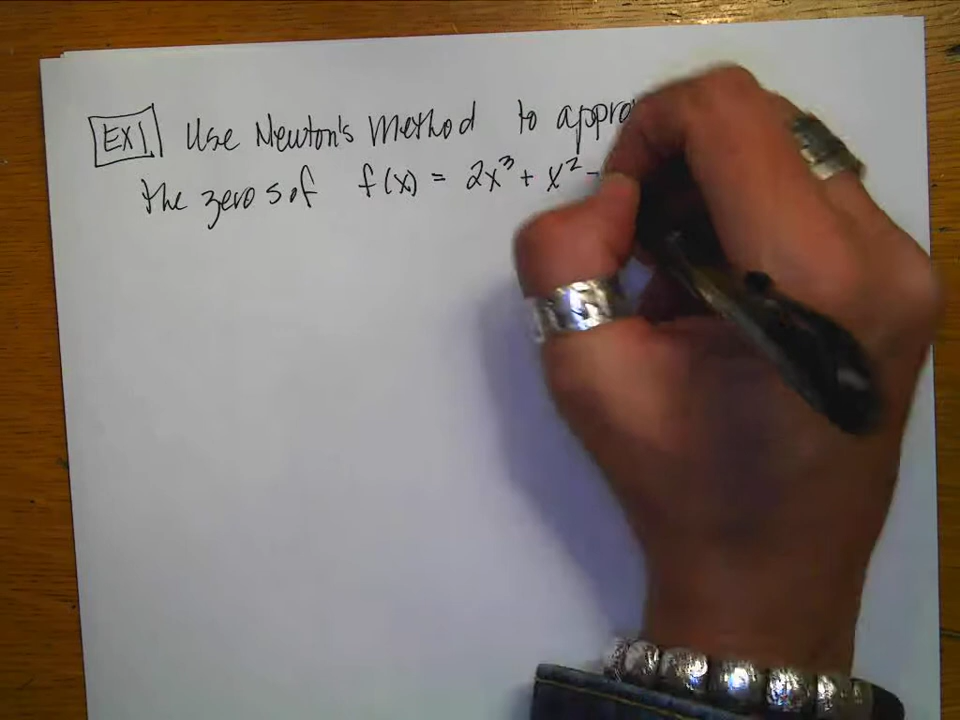 EX1 Use Newton's Method to appro
the zeros of f(x) = 2x³ + x² -